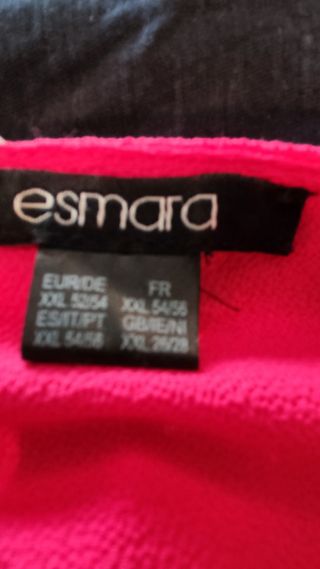 esmara
EUR/DE FR
XXL 52/54 XXL 54/56
ES/IT/PT GB/IE/NI
XXL 54/56 XXL 26/28